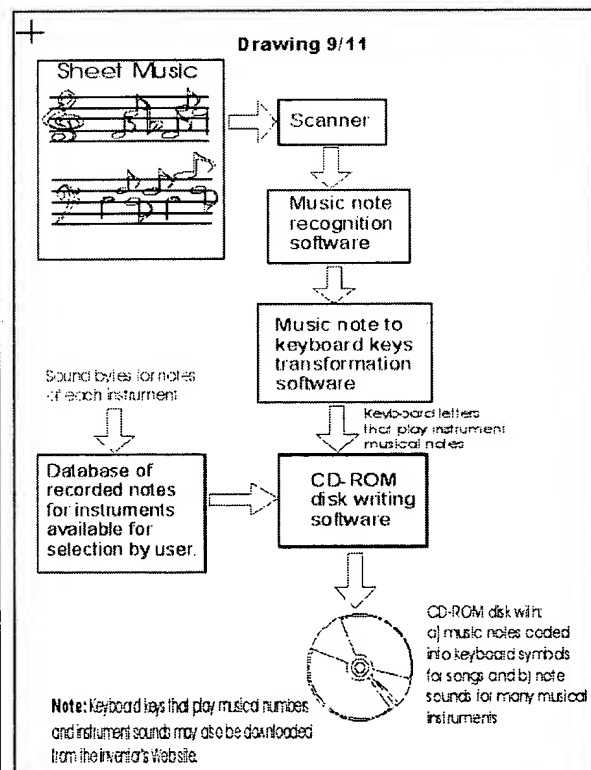 Drawing 9/11
Sheet Music
Scanner
Music note
recognition
software
Music note to
keyboard keys
transformation
software
Sound bytes for notes
of each instrument
Keyboard letters
that play instrument
musical notes
Database of
recorded notes
for instruments
available for
selection by user.
CD-ROM
disk writing
software
CD-ROM disk with:
a) music notes coded
into keyboard symbols
for songs and b) note
sounds for many musical
instruments
Note: Keyboard keys that play musical numbers
and instrument sounds may also be downloaded
from the inventor's Website.